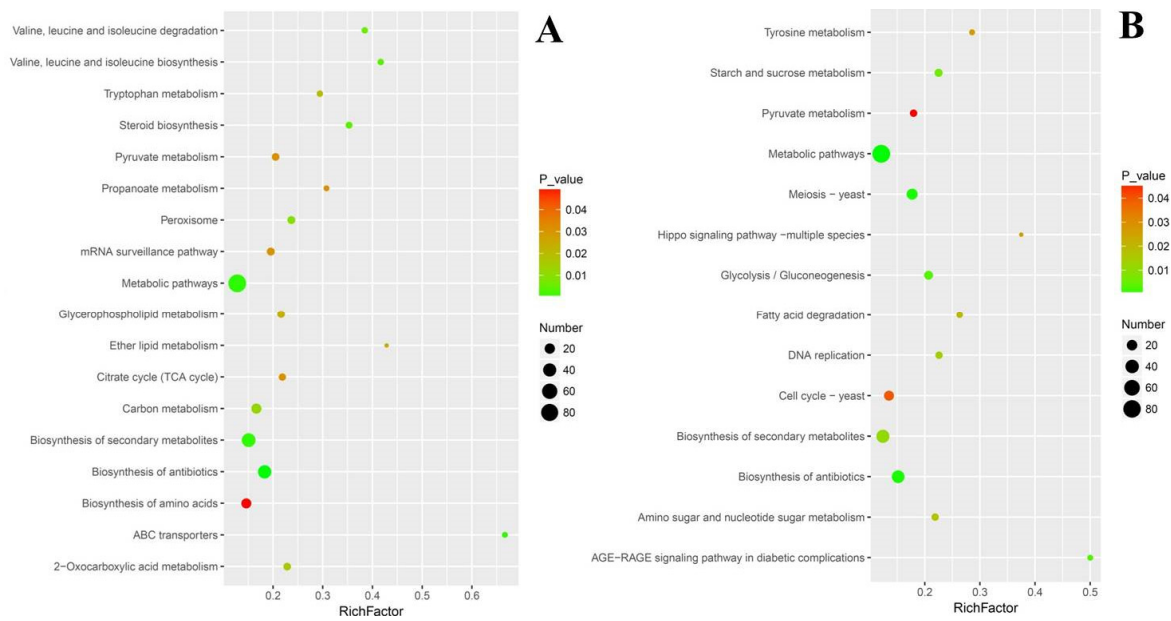 A
Valine, leucine and isoleucine degradation
Valine, leucine and isoleucine biosynthesis
Tryptophan metabolism
Steroid biosynthesis
Pyruvate metabolism
Propanoate metabolism
Peroxisome
mRNA surveillance pathway
Metabolic pathways
Glycerophospholipid metabolism
Ether lipid metabolism
Citrate cycle (TCA cycle)
Carbon metabolism
Biosynthesis of secondary metabolites
Biosynthesis of antibiotics
Biosynthesis of amino acids
ABC transporters
2−Oxocarboxylic acid metabolism
0.2 0.3 0.4 0.5 0.6
RichFactor
P_value
0.04
0.03
0.02
0.01
Number
20
40
60
80
B
Tyrosine metabolism
Starch and sucrose metabolism
Pyruvate metabolism
Metabolic pathways
Meiosis − yeast
Hippo signaling pathway −multiple species
Glycolysis / Gluconeogenesis
Fatty acid degradation
DNA replication
Cell cycle − yeast
Biosynthesis of secondary metabolites
Biosynthesis of antibiotics
Amino sugar and nucleotide sugar metabolism
AGE−RAGE signaling pathway in diabetic complications
0.2 0.3 0.4 0.5
RichFactor
P_value
0.04
0.03
0.02
0.01
Number
20
40
60
80